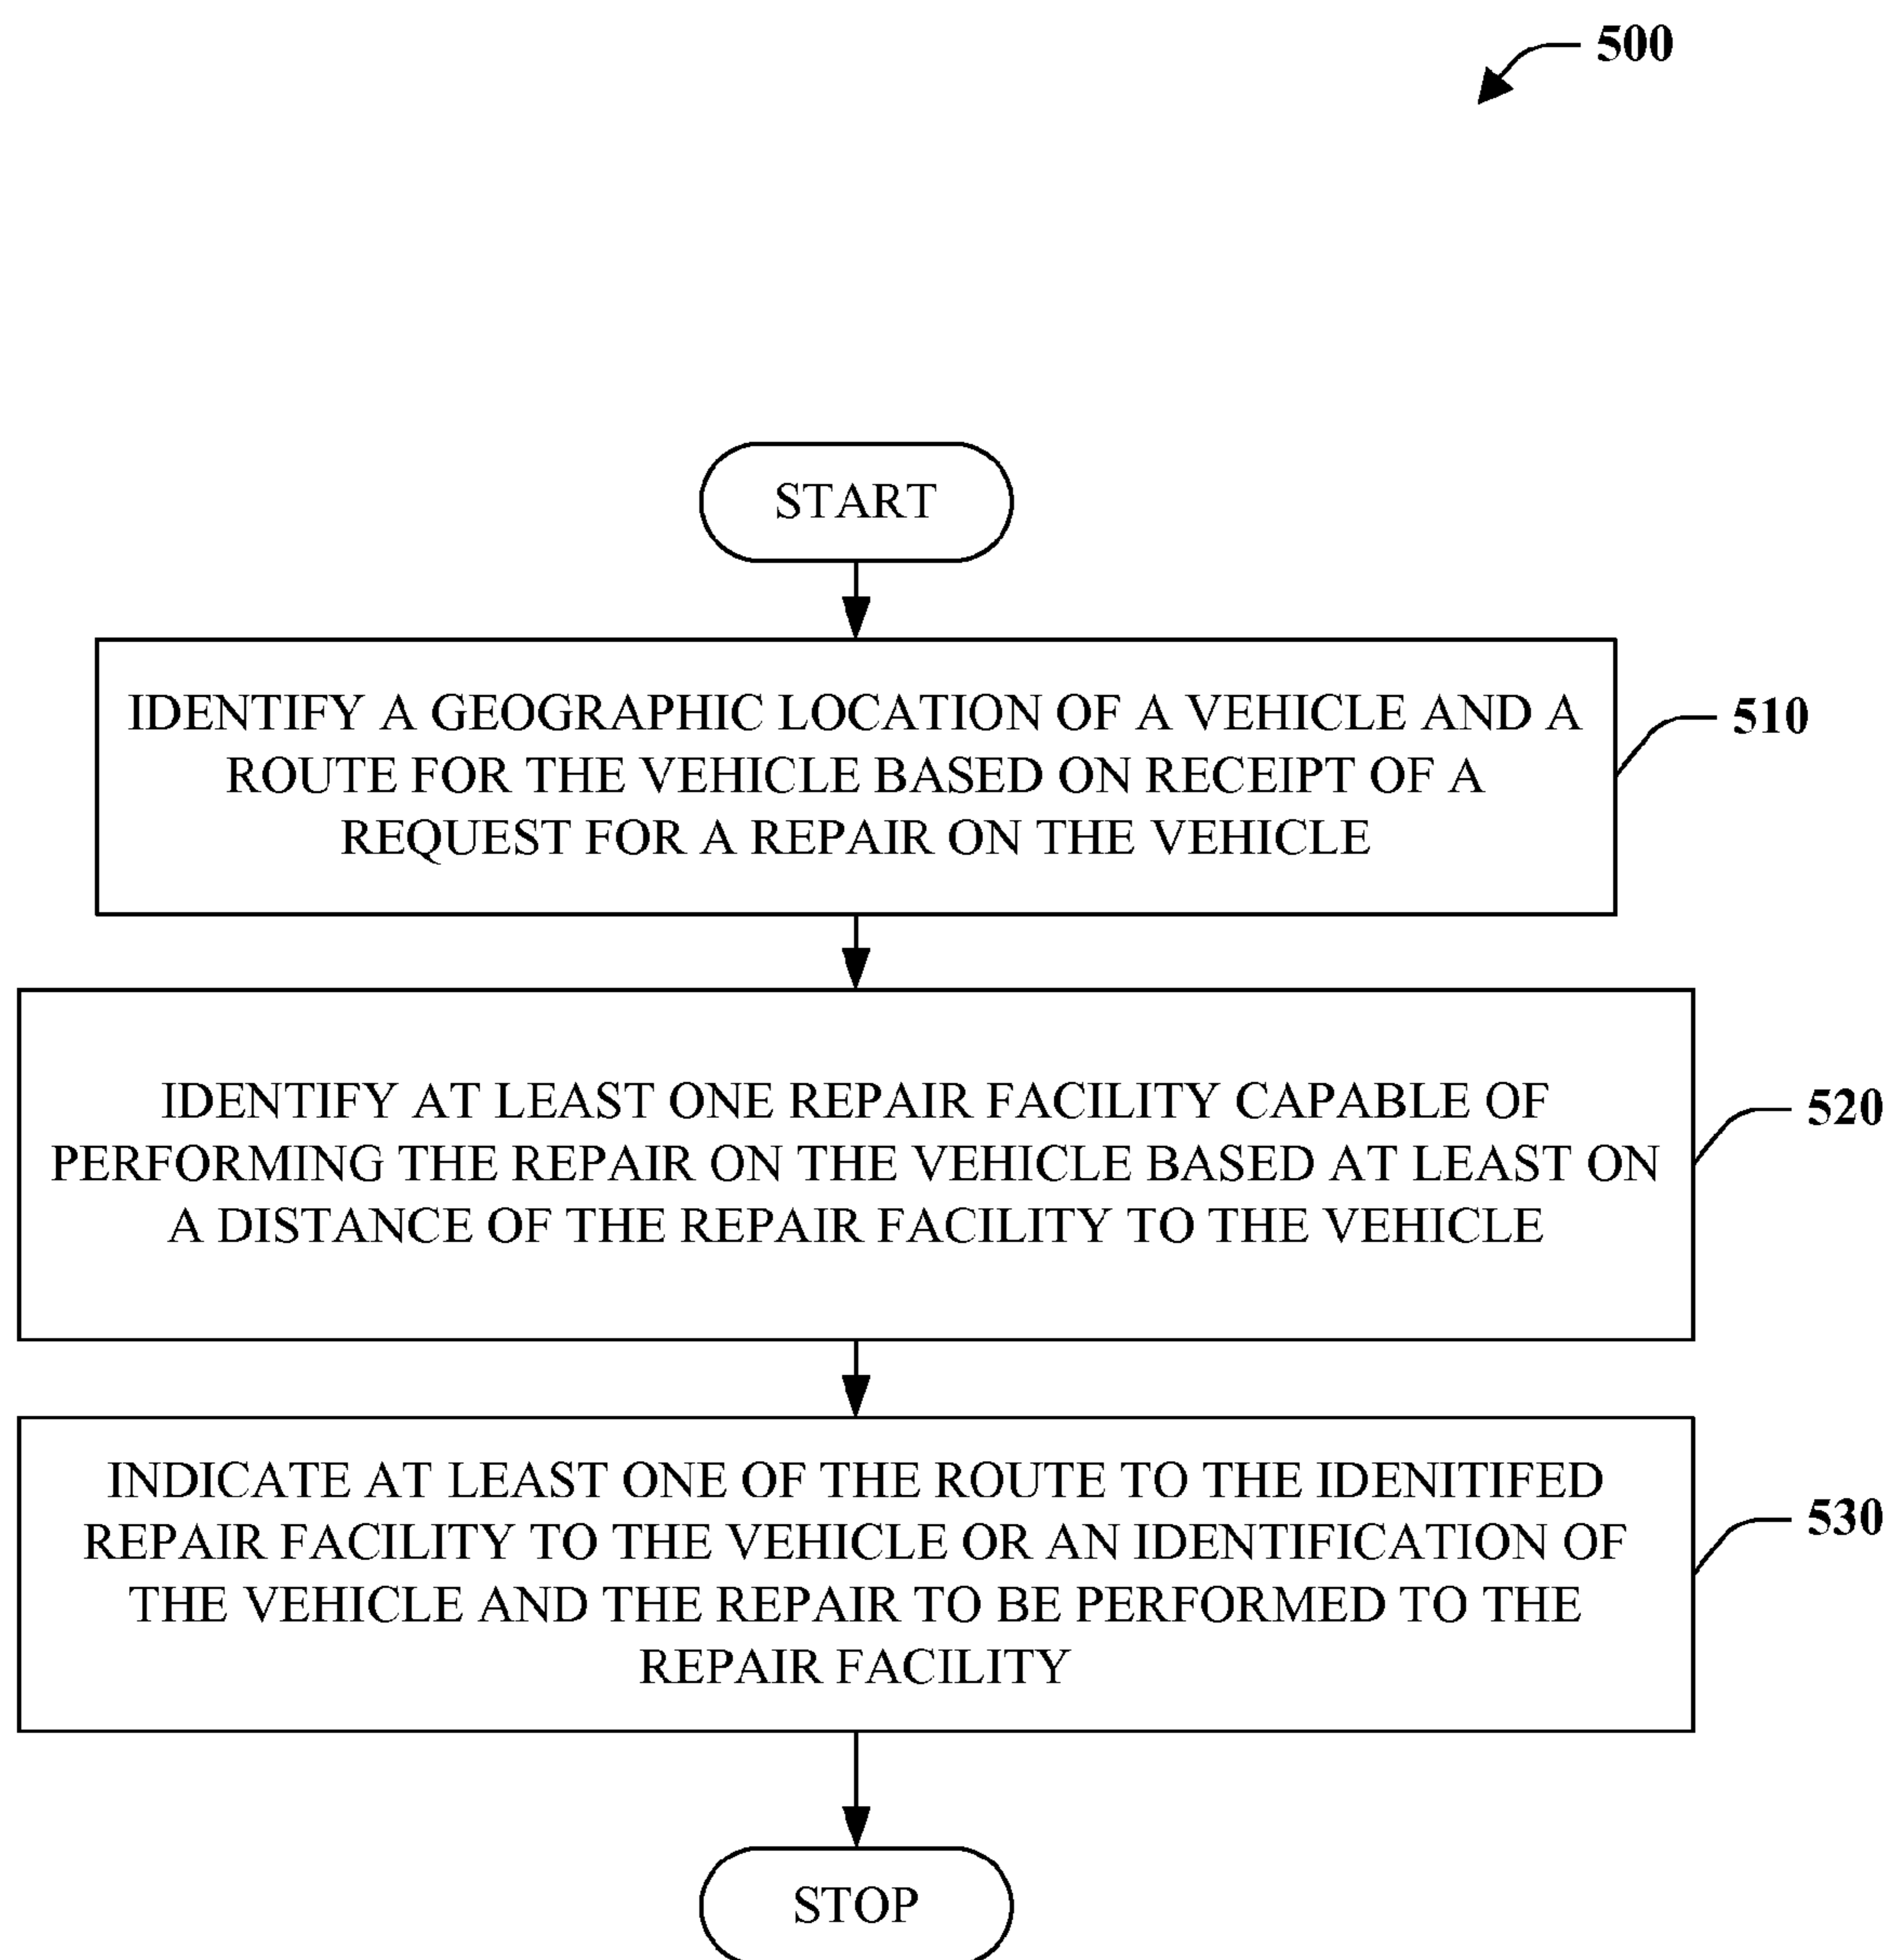 500
START
IDENTIFY A GEOGRAPHIC LOCATION OF A VEHICLE AND A
ROUTE FOR THE VEHICLE BASED ON RECEIPT OF A
REQUEST FOR A REPAIR ON THE VEHICLE
510
IDENTIFY AT LEAST ONE REPAIR FACILITY CAPABLE OF
PERFORMING THE REPAIR ON THE VEHICLE BASED AT LEAST ON
A DISTANCE OF THE REPAIR FACILITY TO THE VEHICLE
520
INDICATE AT LEAST ONE OF THE ROUTE TO THE IDENITIFED
REPAIR FACILITY TO THE VEHICLE OR AN IDENTIFICATION OF
THE VEHICLE AND THE REPAIR TO BE PERFORMED TO THE
REPAIR FACILITY
530
STOP